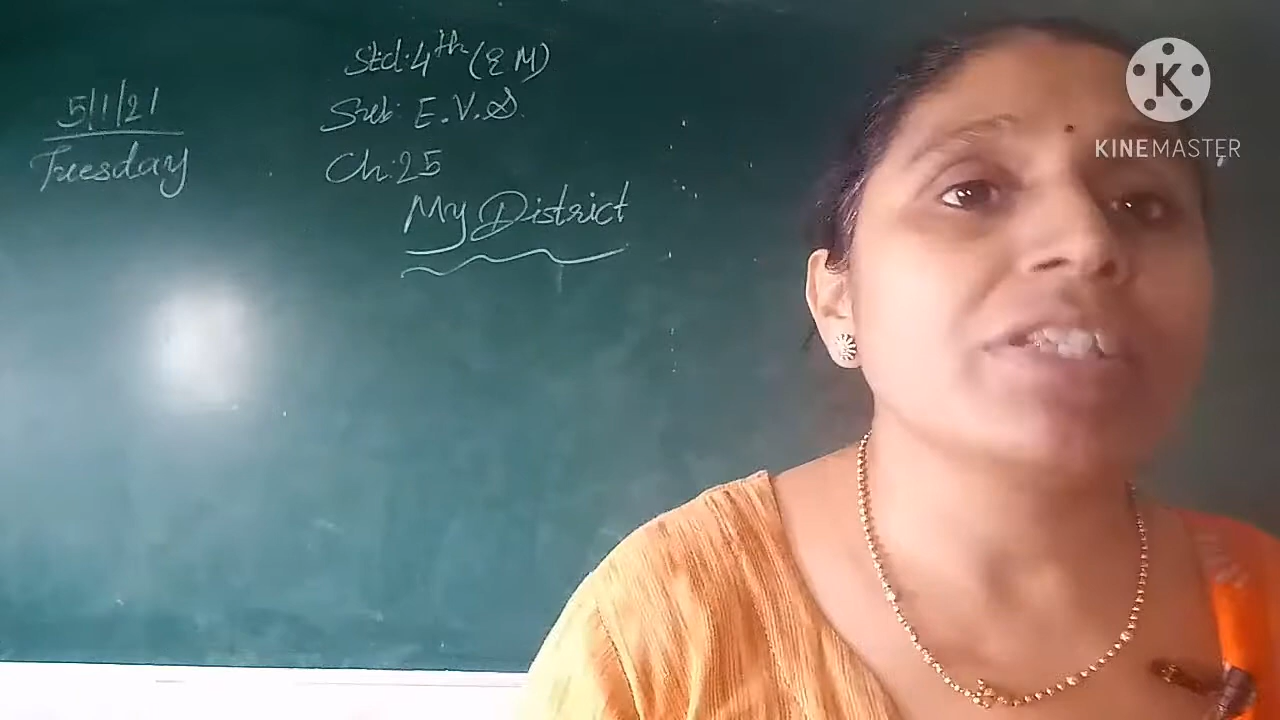 Std: 4th (E M)
5/1/21
Tuesday
Sub: E.V.S.
Ch: 25
My District
K
KINEMASTER